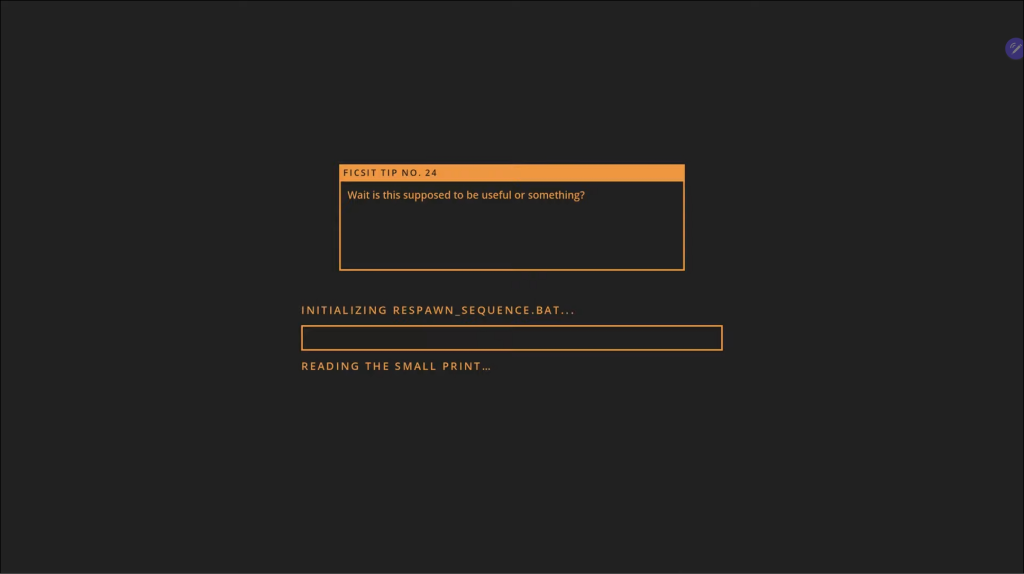 FICSIT TIP NO. 24
Wait is this supposed to be useful or something?
INITIALIZING RESPAWN_SEQUENCE.BAT...
READING THE SMALL PRINT…